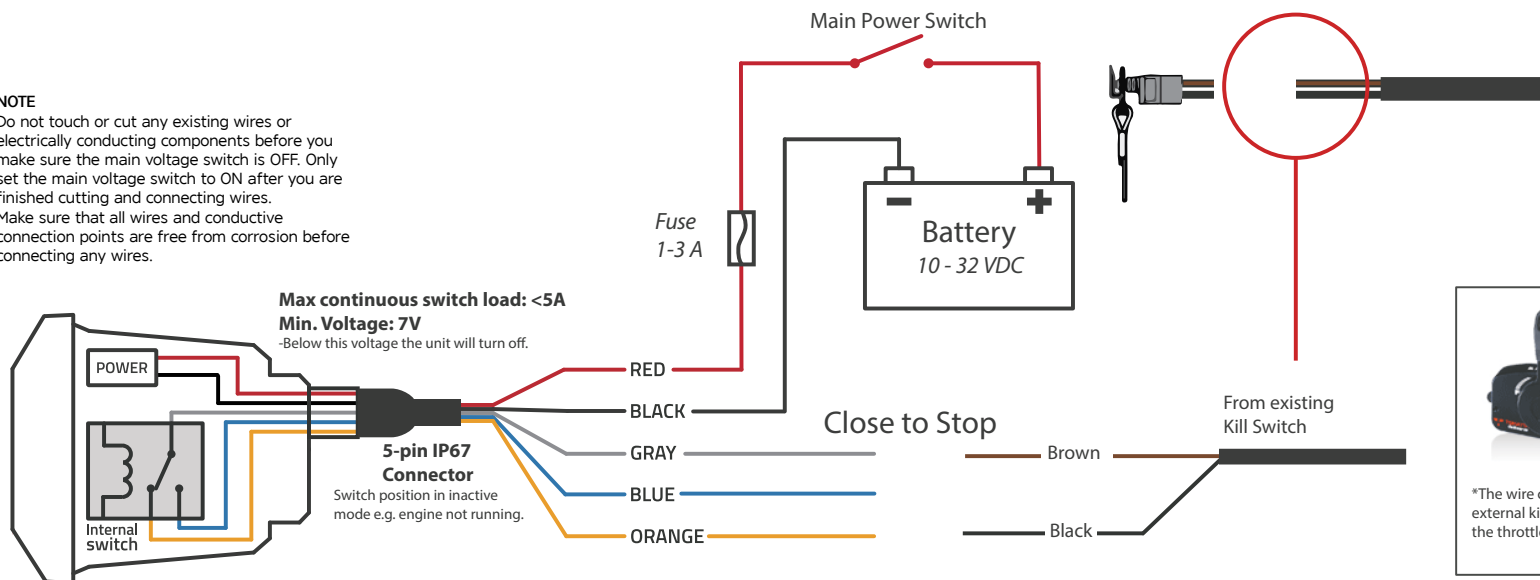 Main Power Switch
NOTE
Do not touch or cut any existing wires or
electrically conducting components before you
make sure the main voltage switch is OFF. Only
set the main voltage switch to ON after you are
finished cutting and connecting wires.
Make sure that all wires and conductive
connection points are free from corrosion before
connecting any wires.
Fuse
1-3 A
Battery
10 - 32 VDC
Max continuous switch load: <5A
Min. Voltage: 7V
-Below this voltage the unit will turn off.
POWER
Internal
switch
5-pin IP67
Connector
Switch position in inactive
mode e.g. engine not running.
RED
BLACK
GRAY
BLUE
ORANGE
Close to Stop
Brown
Black
From existing
Kill Switch
*The wire
external
the throttle